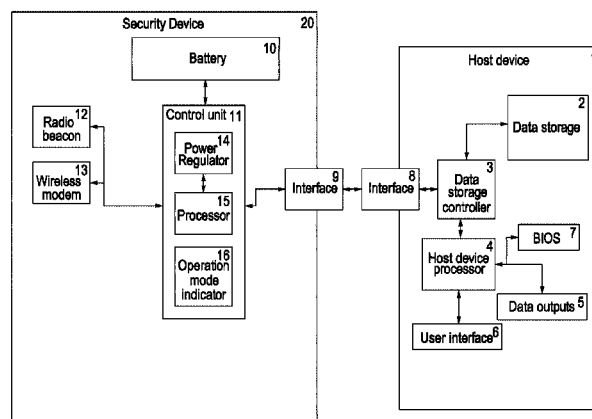 Security Device 20
Battery 10
Radio beacon 12
Wireless modem 13
Control unit 11
Power Regulator 14
Processor 15
Operation mode indicator 16
Interface 9
Interface 8
Host device
Data storage 2
Data storage controller 3
Host device processor 4
BIOS 7
Data outputs 5
User interface 6